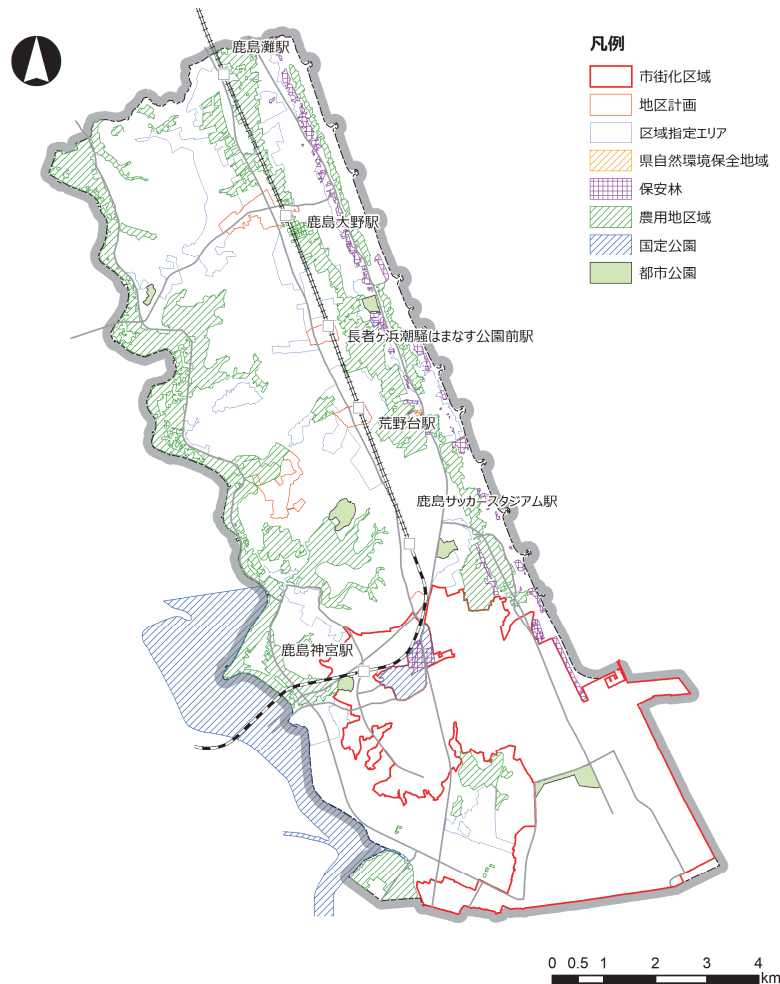 鹿島灘駅
鹿島大野駅
長者ヶ浜潮騒はまなす公園前駅
荒野台駅
鹿島サッカースタジアム駅
鹿島神宮駅
凡例
市街化区域
地区計画
区域指定エリア
県自然環境保全地域
保安林
農用地区域
国定公園
都市公園
0 0.5 1 2 3 4
km